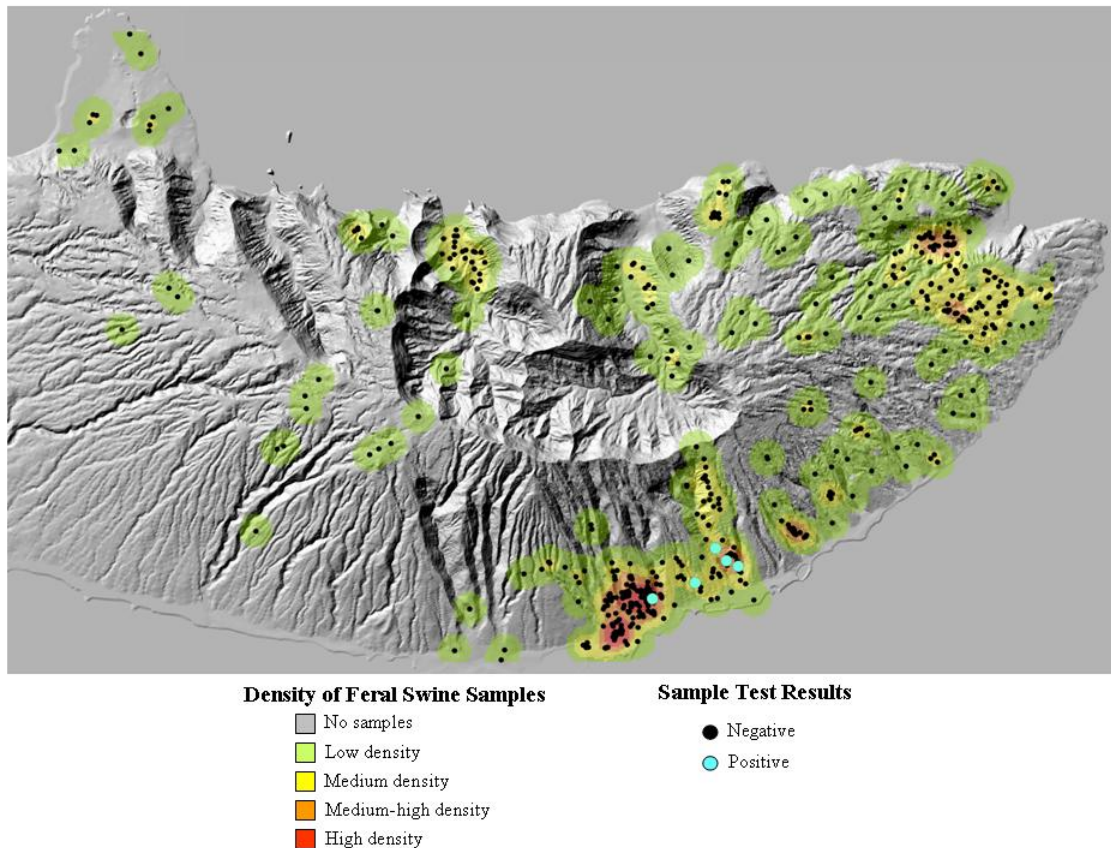 Density of Feral Swine Samples
No samples
Low density
Medium density
Medium-high density
High density
Sample Test Results
Negative
Positive